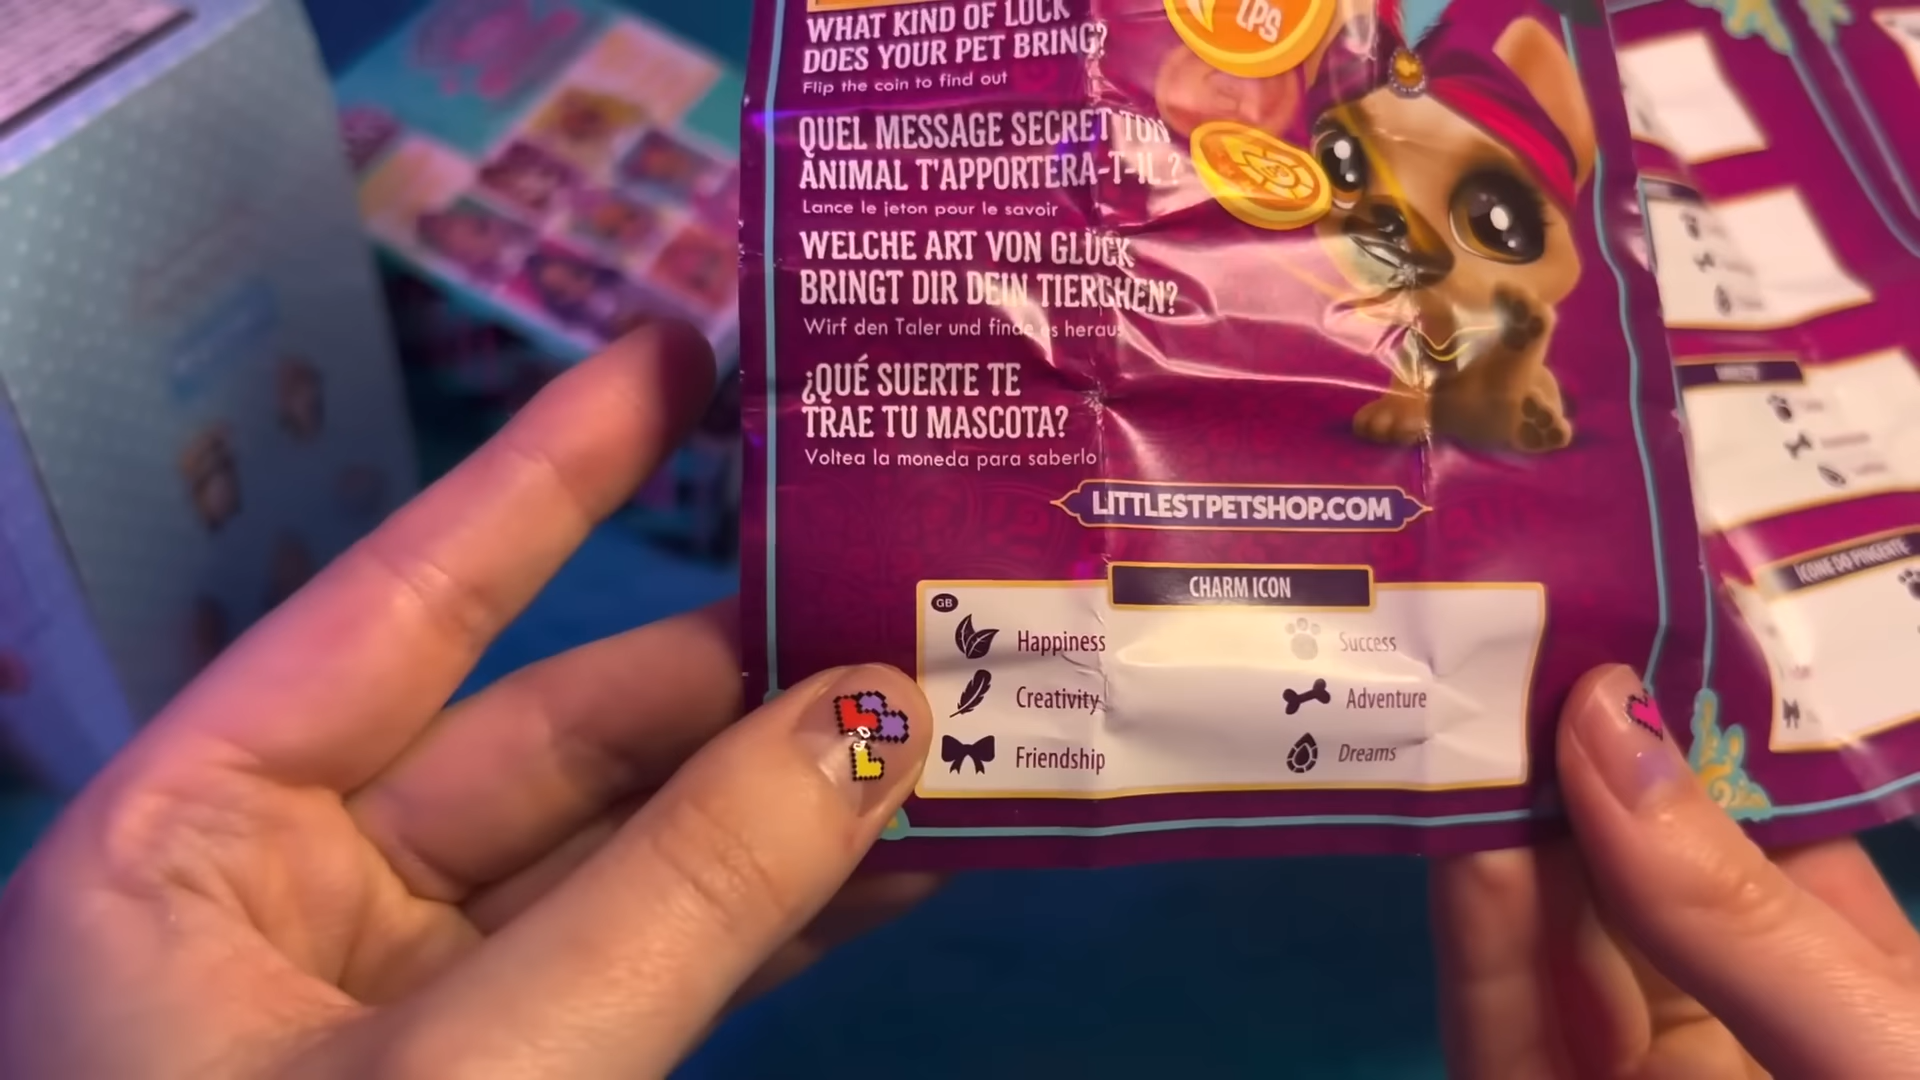 WHAT KIND OF LUCK
DOES YOUR PET BRING?
Flip the coin to find out
LPS
QUEL MESSAGE SECRET TON
ANIMAL T'APPORTERA-T-IL ?
Lance le jeton pour le savoir
WELCHE ART VON GLÜCK
BRINGT DIR DEIN TIERCHEN?
Wirf den Taler und finde es heraus
¿QUÉ SUERTE TE
TRAE TU MASCOTA?
Voltea la moneda para saberlo
LITTLESTPETSHOP.COM
CHARM ICON
GB
Happiness
Success
Creativity
Adventure
Friendship
Dreams
ÍCONE DO PINGENTE